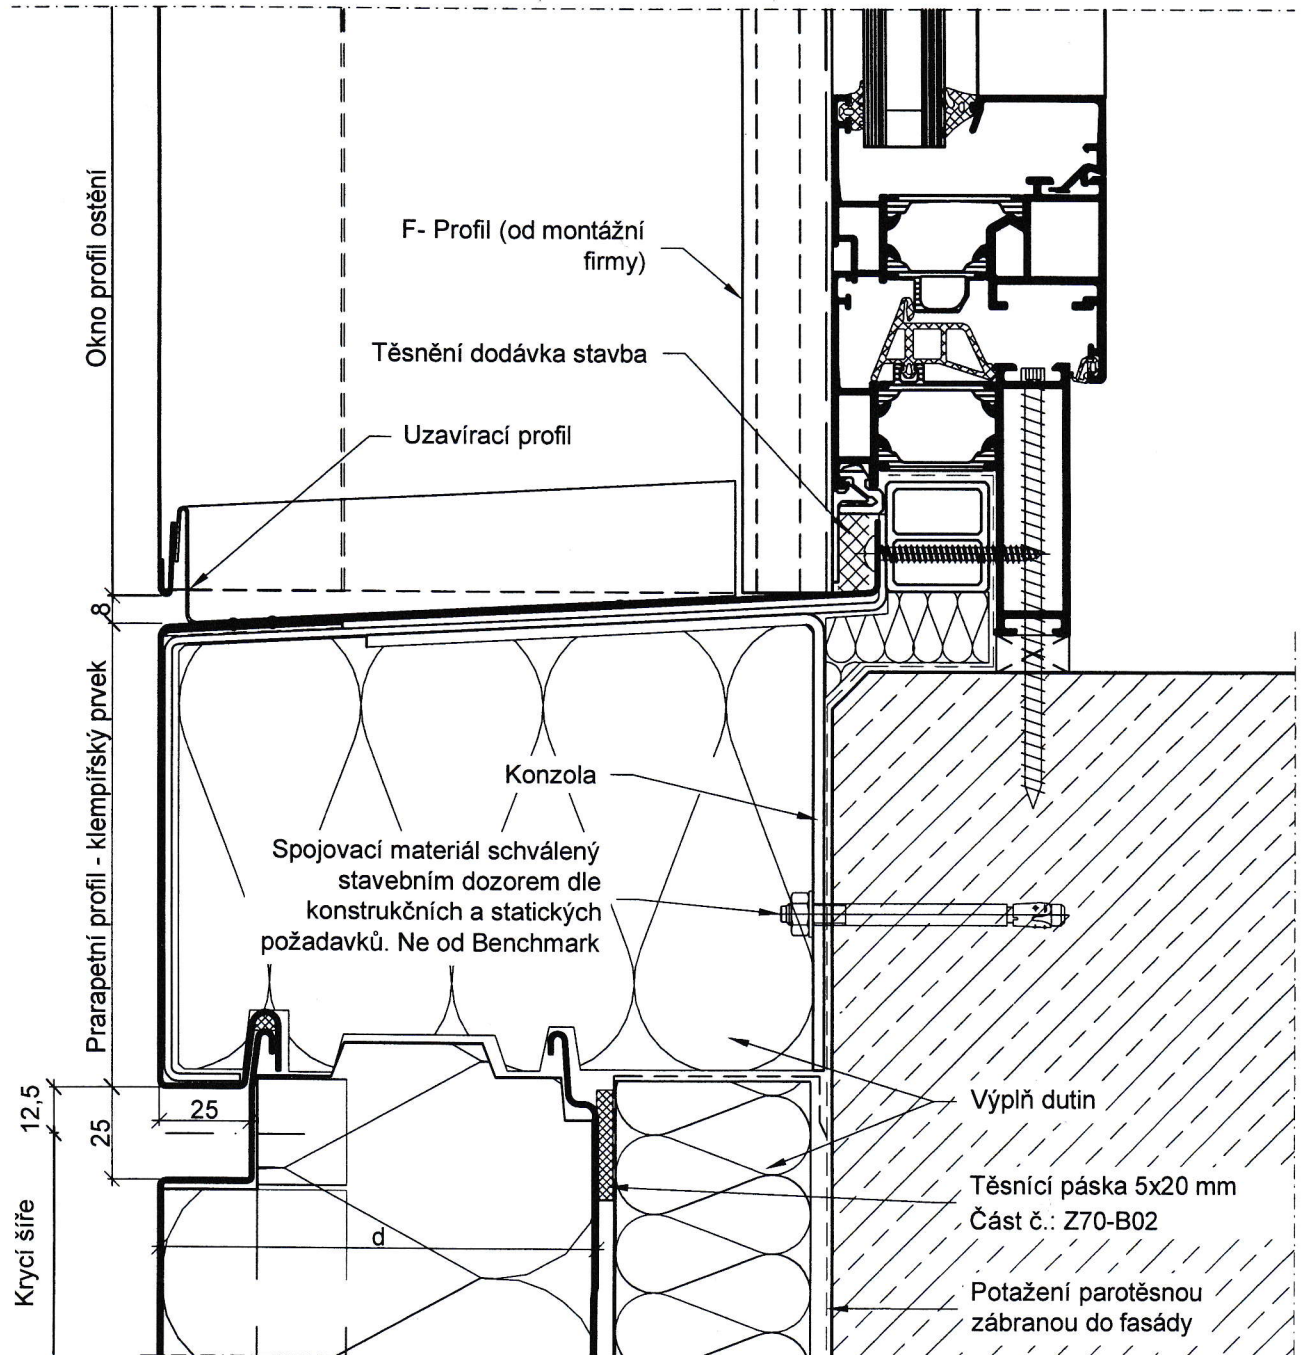 F- Profil (od montážní
firmy)
Těsnění dodávka stavba
Uzavírací profil
Okno profil ostění
8
Prarapetní profil - klempířský prvek
Konzola
Spojovací materiál schválený
stavebním dozorem dle
konstrukčních a statických
požadavků. Ne od Benchmark
12,5
25
25
Výplň dutin
Těsnící páska 5x20 mm
Část č.: Z70-B02
d
Krycí šíře
Potažení parotěsnou
zábranou do fasády